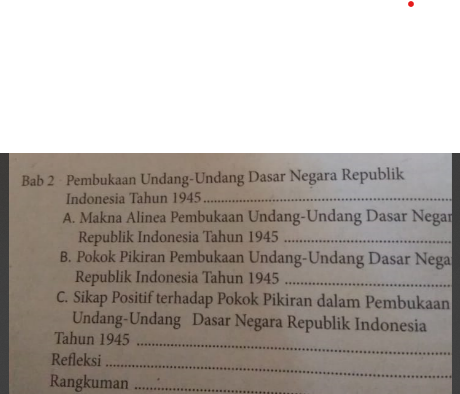 Bab 2 Pembukaan Undang-Undang Dasar Negara Republik
Indonesia Tahun 1945
A. Makna Alinea Pembukaan Undang-Undang Dasar Negar
Republik Indonesia Tahun 1945
B. Pokok Pikiran Pembukaan Undang-Undang Dasar Nega
Republik Indonesia Tahun 1945
C. Sikap Positif terhadap Pokok Pikiran dalam Pembukaan
Undang-Undang Dasar Negara Republik Indonesia
Tahun 1945
Refleksi
Rangkuman